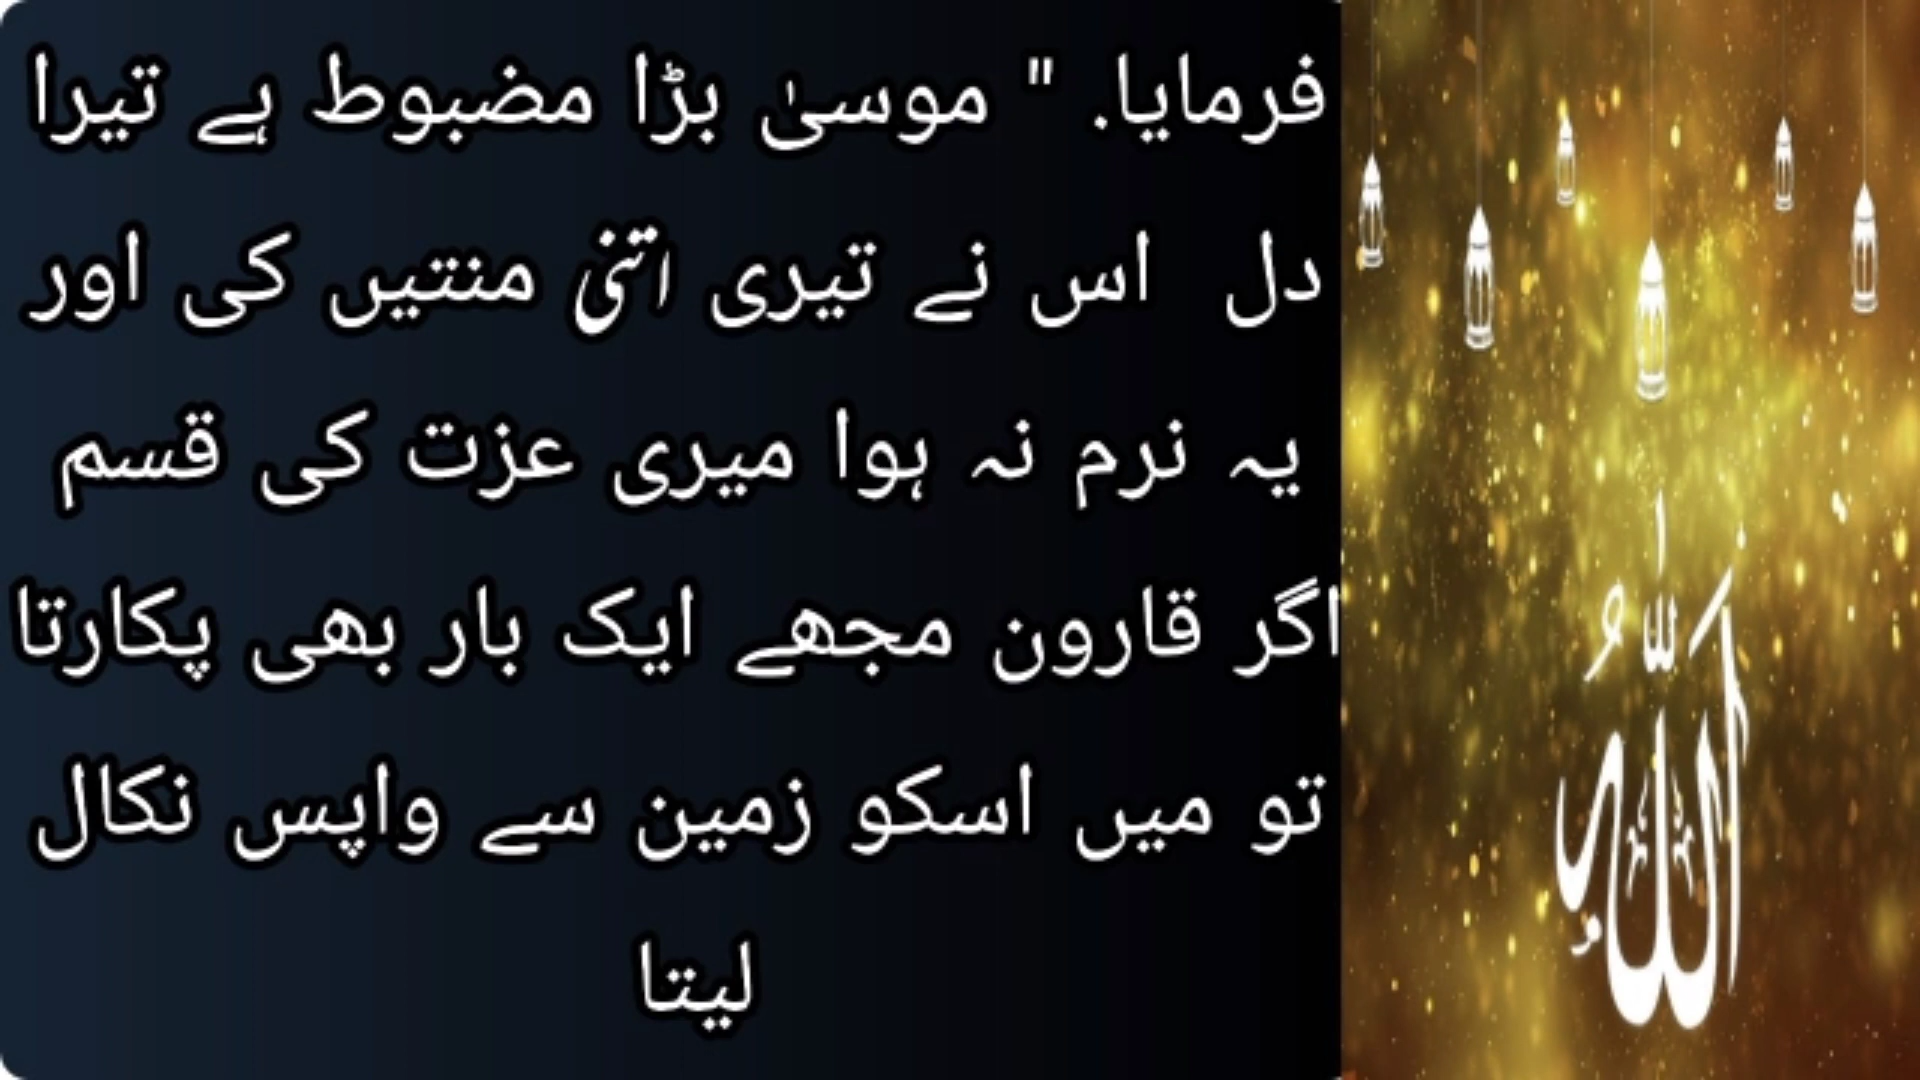 فرمایا. " موسیٰ بڑا مضبوط ہے تیرا
دل اس نے تیری اتنی منتیں کی اور
یہ نرم نہ ہوا میری عزت کی قسم
اگر قارون مجھے ایک بار بھی پکارتا
تو میں اسکو زمین سے واپس نکال
لیتا
الله